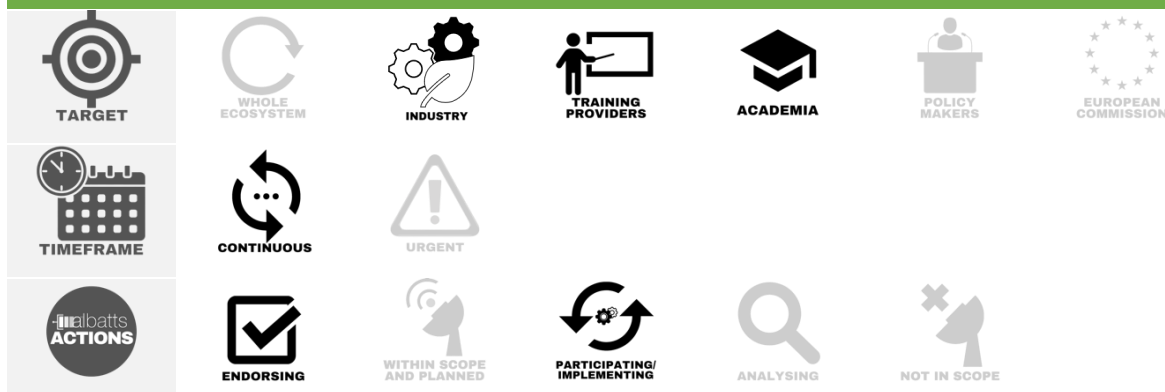 TARGET
WHOLE
ECOSYSTEM
INDUSTRY
TRAINING
PROVIDERS
ACADEMIA
POLICY
MAKERS
EUROPEAN
COMMISSION
TIMEFRAME
CONTINUOUS
URGENT
albatts
ACTIONS
ENDORSING
WITHIN SCOPE
AND PLANNED
PARTICIPATING/
IMPLEMENTING
ANALYSING
NOT IN SCOPE